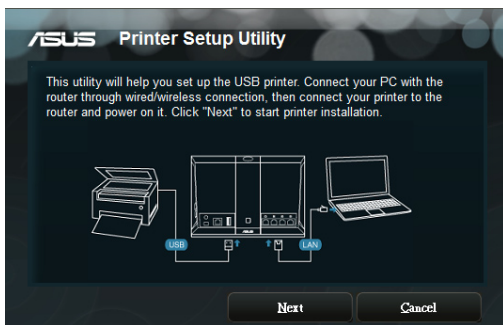 ASUS Printer Setup Utility
This utility will help you set up the USB printer. Connect your PC with the
router through wired/wireless connection, then connect your printer to the
router and power on it. Click "Next" to start printer installation.
USB LAN
Next Cancel